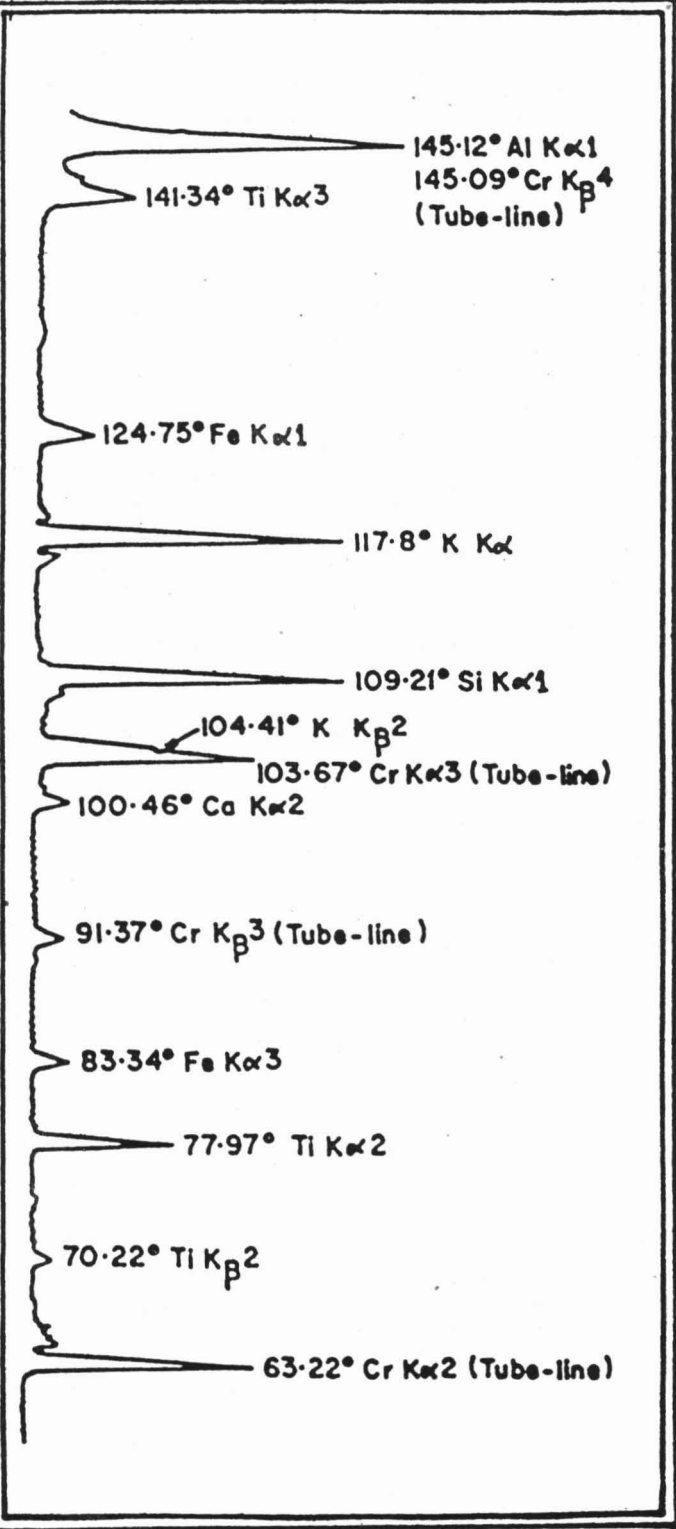 145·12° Al Kα1
145·09° Cr Kβ4
(Tube-line)
141·34° Ti Kα3
124·75° Fe Kα1
117·8° K Kα
109·21° Si Kα1
104·41° K Kβ2
103·67° Cr Kα3 (Tube-line)
100·46° Ca Kα2
91·37° Cr Kβ3 (Tube-line)
83·34° Fe Kα3
77·97° Ti Kα2
70·22° Ti Kβ2
63·22° Cr Kα2 (Tube-line)